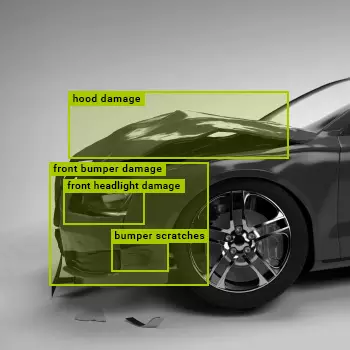 hood damage
front bumper damage
front headlight damage
bumper scratches